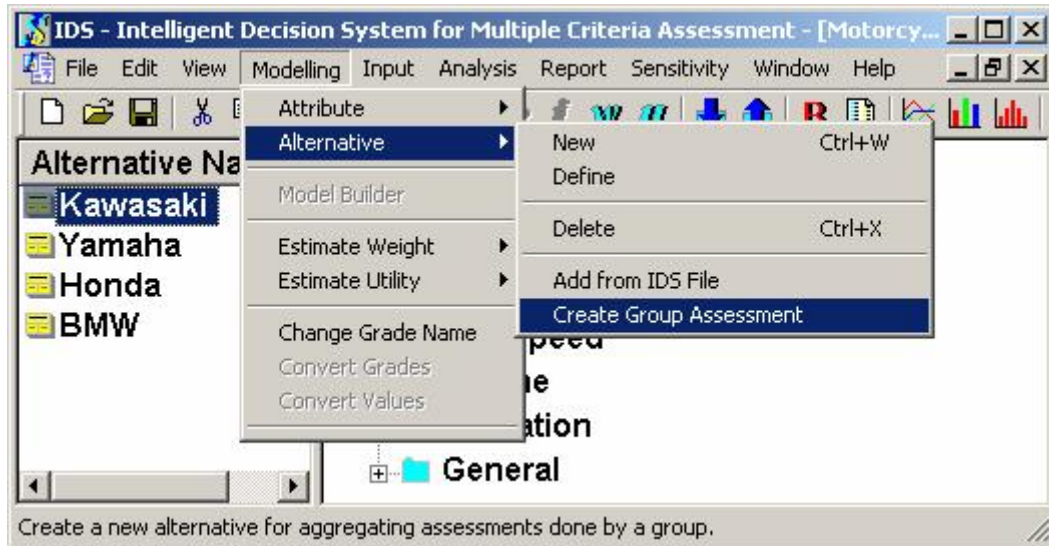 IDS - Intelligent Decision System for Multiple Criteria Assessment - [Motorcy...
File Edit View Modelling Input Analysis Report Sensitivity Window Help
Alternative Na
Kawasaki
Yamaha
Honda
BMW
Attribute
Alternative
Model Builder
Estimate Weight
Estimate Utility
Change Grade Name
Convert Grades
Convert Values
New Ctrl+W
Define
Delete Ctrl+X
Add from IDS File
Create Group Assessment
General
Create a new alternative for aggregating assessments done by a group.